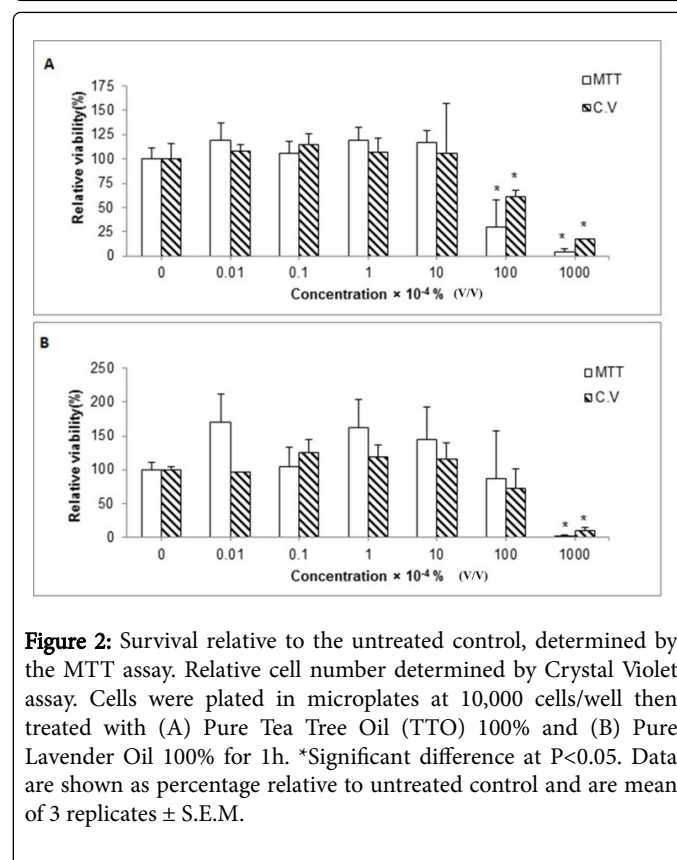 A
Relative viability(%)
175
150
125
100
75
50
25
0
MTT
C.V
* *
* *
0 0.01 0.1 1 10 100 1000
Concentration × 10-4 % (V/V)
B
Relative viability(%)
250
200
150
100
50
0
MTT
C.V
* *
0 0.01 0.1 1 10 100 1000
Concentration × 10-4 % (V/V)
Figure 2: Survival relative to the untreated control, determined by
the MTT assay. Relative cell number determined by Crystal Violet
assay. Cells were plated in microplates at 10,000 cells/well then
treated with (A) Pure Tea Tree Oil (TTO) 100% and (B) Pure
Lavender Oil 100% for 1h. *Significant difference at P<0.05. Data
are shown as percentage relative to untreated control and are mean
of 3 replicates ± S.E.M.